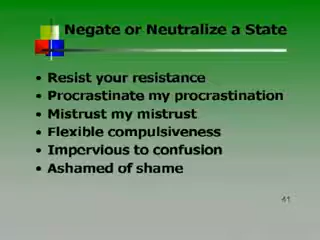 Negate or Neutralize a State
• Resist your resistance
• Procrastinate my procrastination
• Mistrust my mistrust
• Flexible compulsiveness
• Impervious to confusion
• Ashamed of shame
41